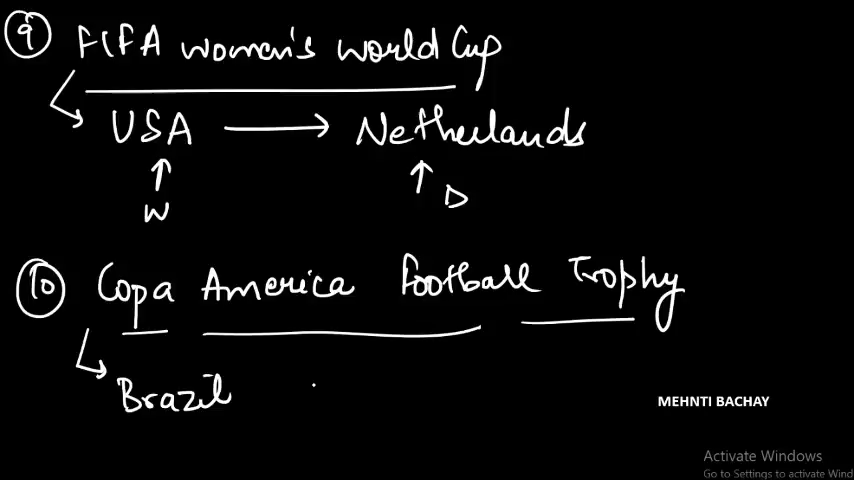 9 FIFA women's world Cup
USA → Netherlands
↑ ↑
W D
10 Copa America Football Trophy
Brazil
MEHNTI BACHAY
Activate Windows
Go to Settings to activate Wind